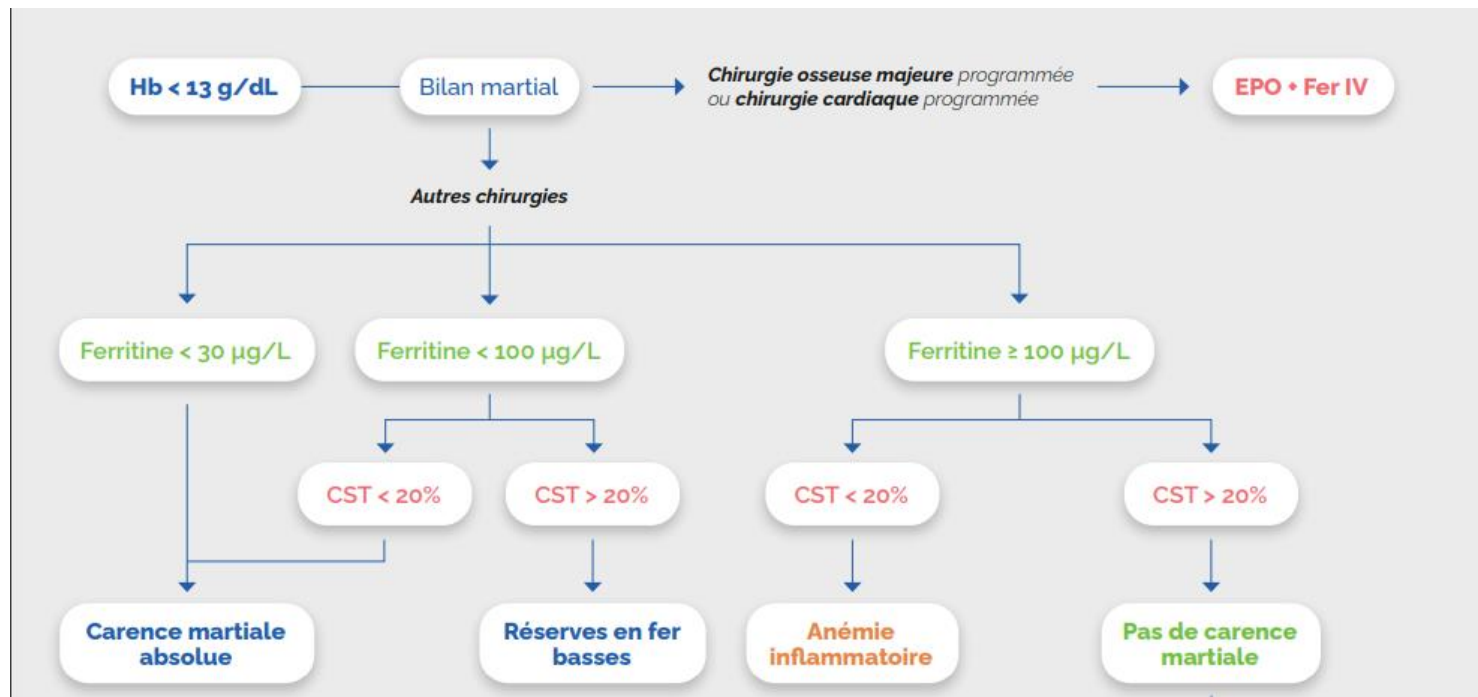 Hb < 13 g/dL
Bilan martial
Chirurgie osseuse majeure programmée
ou chirurgie cardiaque programmée
EPO + Fer IV
Autres chirurgies
Ferritine < 30 µg/L
Ferritine < 100 µg/L
Ferritine ≥ 100 µg/L
CST < 20%
CST > 20%
CST < 20%
CST > 20%
Carence martiale
absolue
Réserves en fer
basses
Anémie
inflammatoire
Pas de carence
martiale